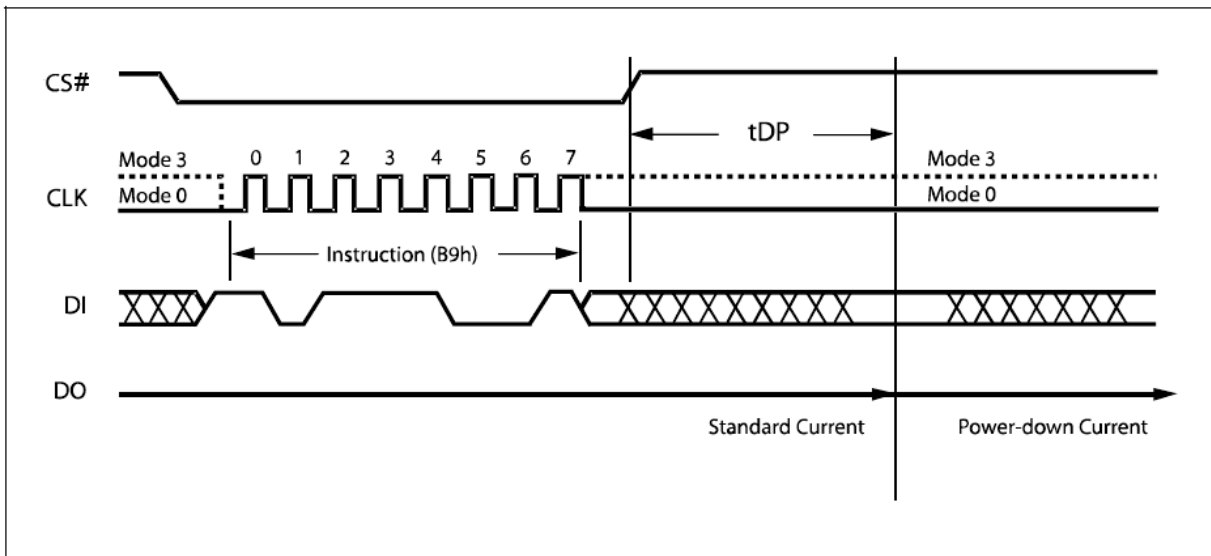 CS#
tDP
Mode 3
0 1 2 3 4 5 6 7
Mode 3
CLK
Mode 0
Mode 0
Instruction (B9h)
DI
DO
Standard Current
Power-down Current